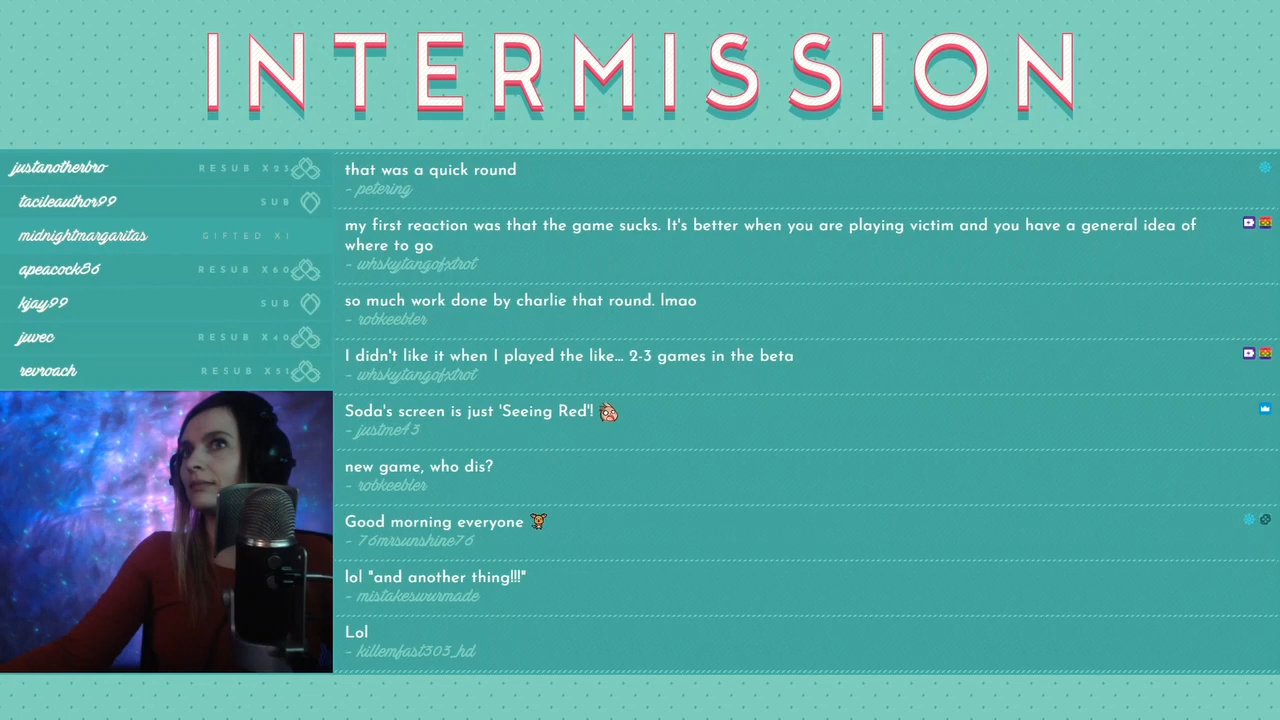 INTERMISSION
justanotherbro RESUB X23
tacileauthor99 SUB
midnightmargaritas GIFTED X1
apeacock86 RESUB X60
kjay99 SUB
juvec RESUB X40
revroach RESUB X51
that was a quick round
- petering
my first reaction was that the game sucks. It's better when you are playing victim and you have a general idea of
where to go
- whskytangofxtrot
so much work done by charlie that round. lmao
- robkeebler
I didn't like it when I played the like... 2-3 games in the beta
- whskytangofxtrot
Soda's screen is just 'Seeing Red'!
- justme43
new game, who dis?
- robkeebler
Good morning everyone
- 76mrsunshine76
lol "and another thing!!!"
- mistakeswurmade
Lol
- killemfast303_hd